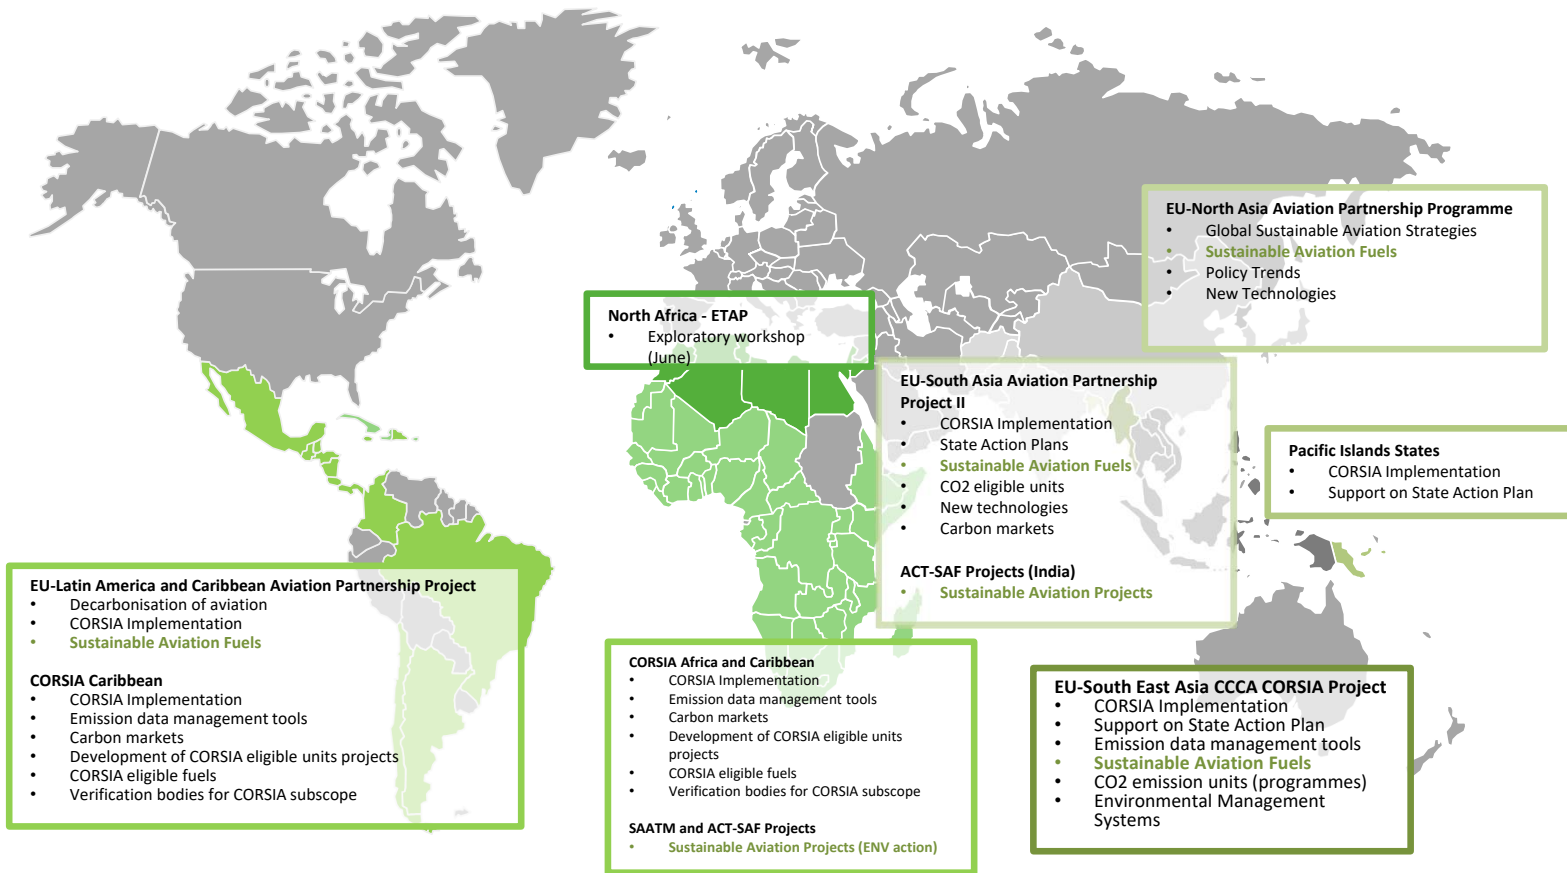 EU-North Asia Aviation Partnership Programme
• Global Sustainable Aviation Strategies
• Sustainable Aviation Fuels
• Policy Trends
• New Technologies
North Africa - ETAP
• Exploratory workshop
(June)
EU-South Asia Aviation Partnership
Project II
• CORSIA Implementation
• State Action Plans
• Sustainable Aviation Fuels
• CO2 eligible units
• New technologies
• Carbon markets
ACT-SAF Projects (India)
• Sustainable Aviation Projects
Pacific Islands States
• CORSIA Implementation
• Support on State Action Plan
EU-Latin America and Caribbean Aviation Partnership Project
• Decarbonisation of aviation
• CORSIA Implementation
• Sustainable Aviation Fuels
CORSIA Caribbean
• CORSIA Implementation
• Emission data management tools
• Carbon markets
• Development of CORSIA eligible units projects
• CORSIA eligible fuels
• Verification bodies for CORSIA subscope
CORSIA Africa and Caribbean
• CORSIA Implementation
• Emission data management tools
• Carbon markets
• Development of CORSIA eligible units
projects
• CORSIA eligible fuels
• Verification bodies for CORSIA subscope
SAATM and ACT-SAF Projects
• Sustainable Aviation Projects (ENV action)
EU-South East Asia CCCA CORSIA Project
• CORSIA Implementation
• Support on State Action Plan
• Emission data management tools
• Sustainable Aviation Fuels
• CO2 emission units (programmes)
• Environmental Management
Systems